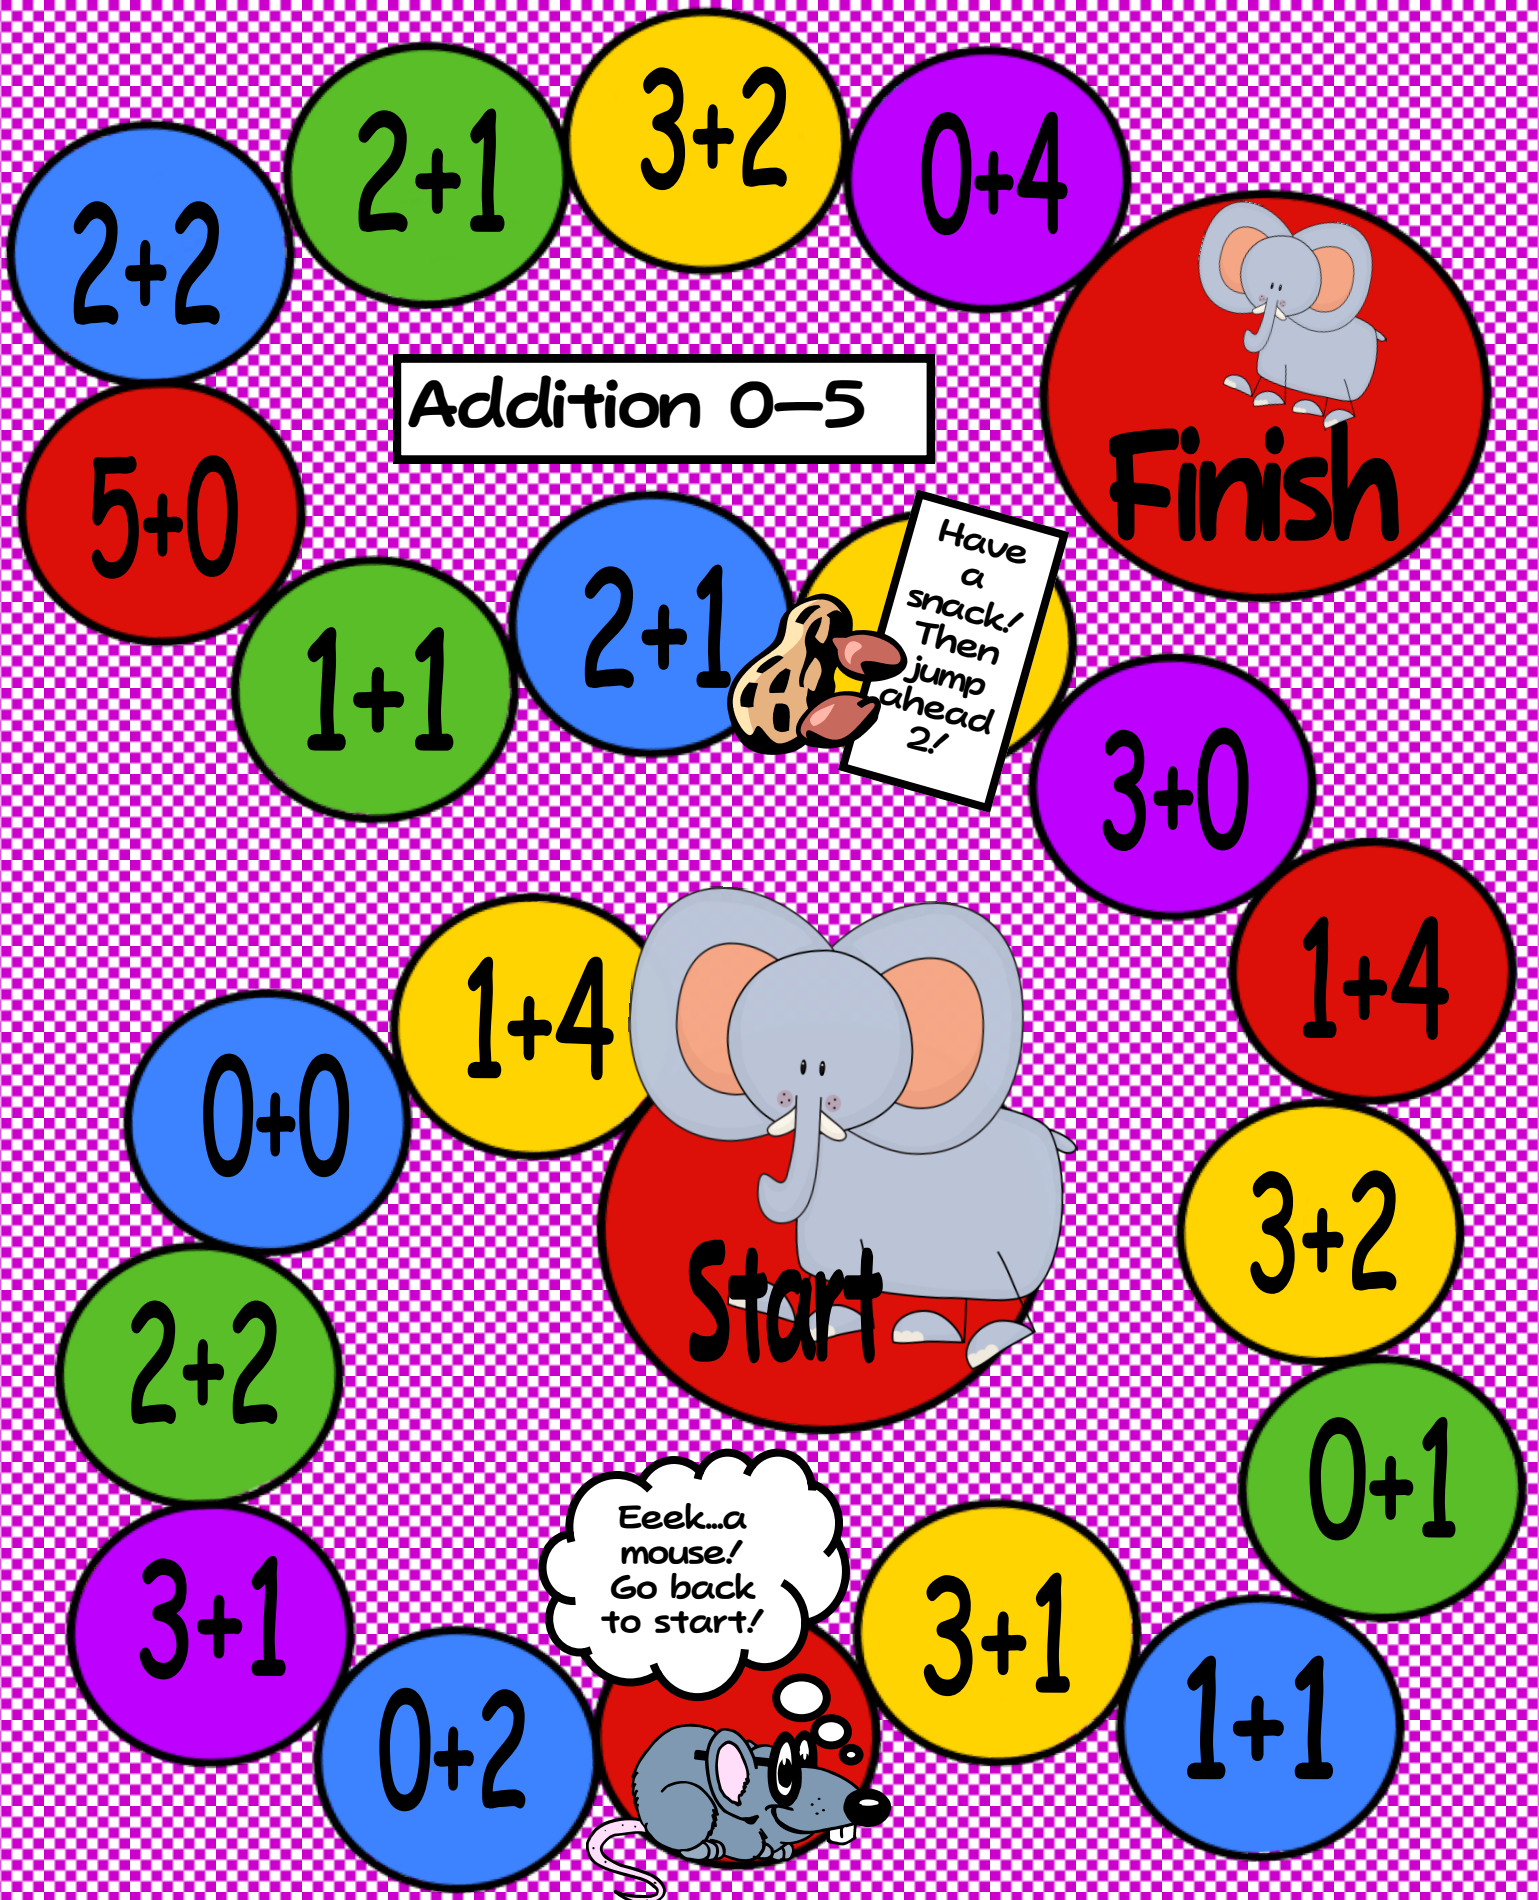 3+2
2+1
0+4
2+2
Addition 0–5
Finish
5+0
Have
a
snack!
Then
jump
ahead
2!
2+1
1+1
3+0
1+4
1+4
0+0
3+2
Start
2+2
0+1
Eeek...a
mouse!
Go back
to start!
3+1
3+1
1+1
0+2